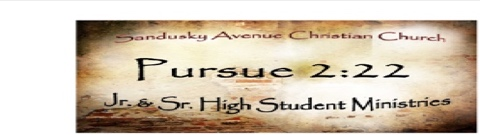 Sandusky Avenue Christian Church
Pursue 2:22
Jr. & Sr. High Student Ministries